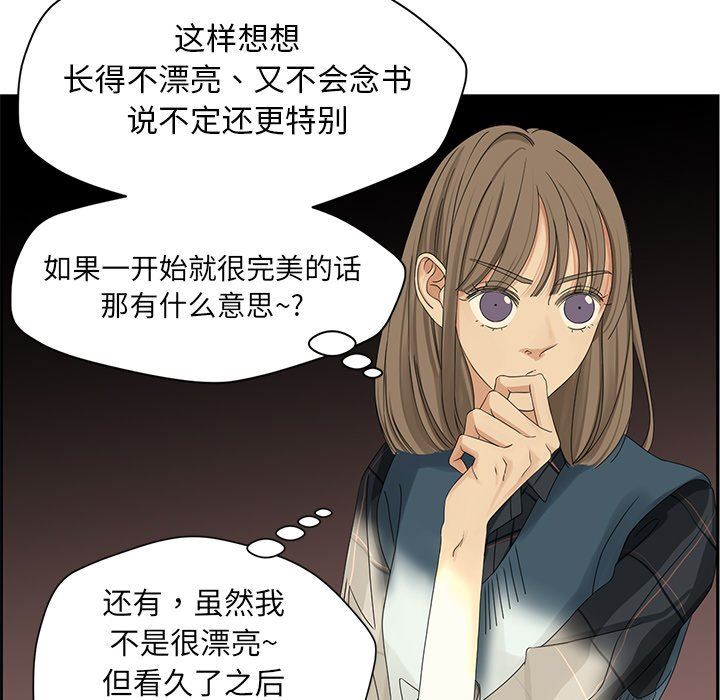 这样想想
长得不漂亮、又不会念书
说不定还更特别
如果一开始就很完美的话
那有什么意思~?
还有，虽然我
不是很漂亮~
但看久了之后